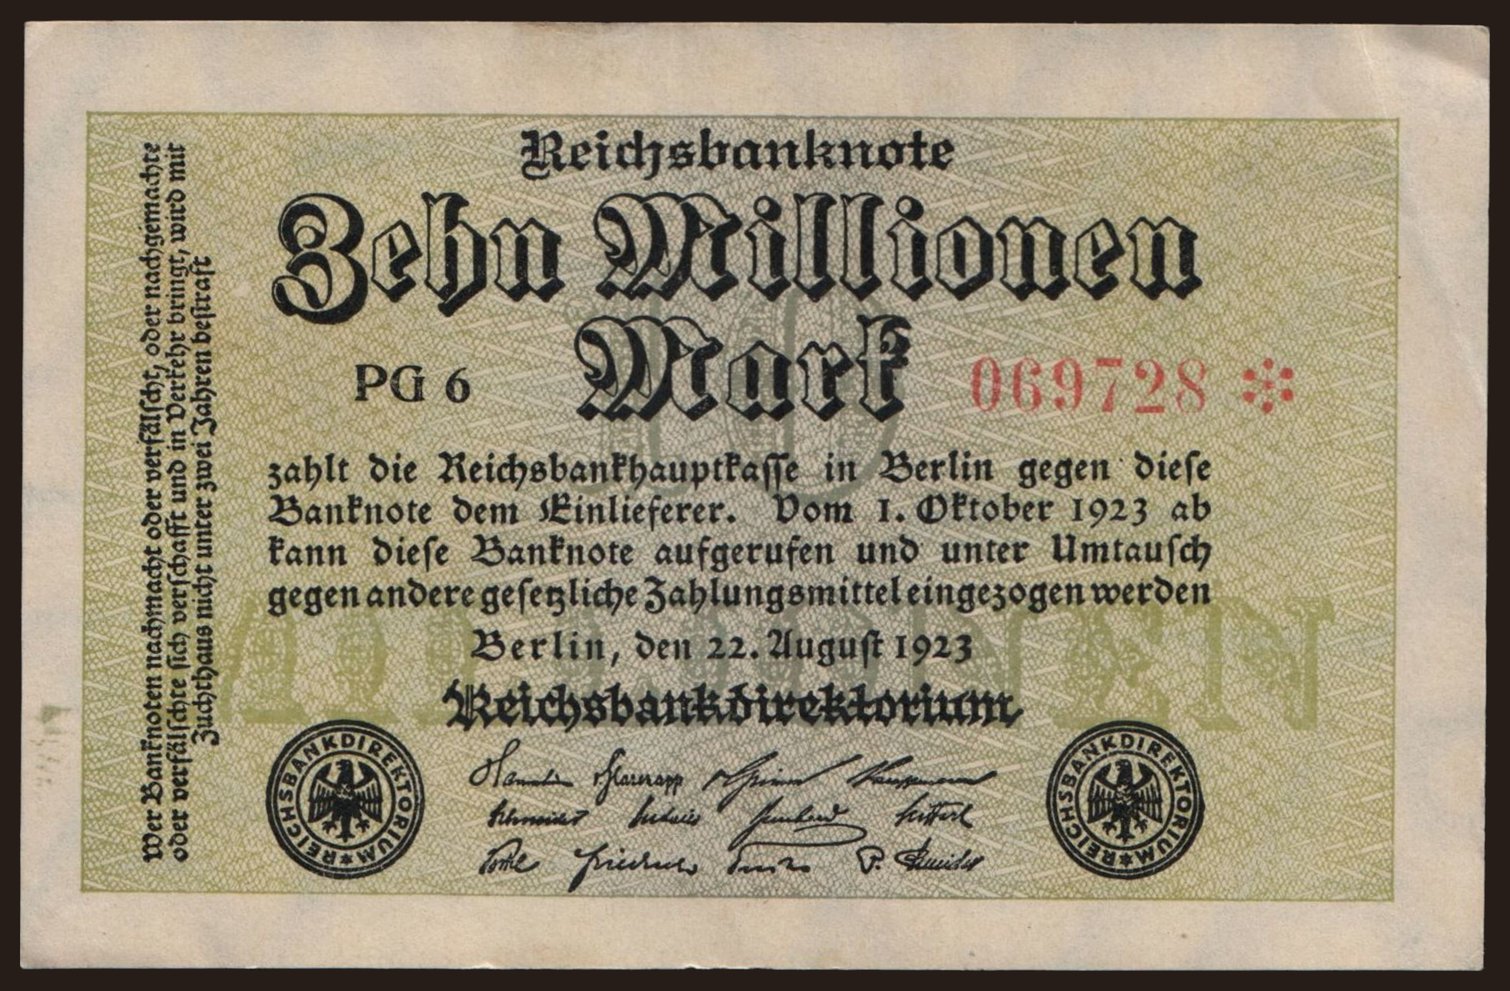 Reichsbanknote
Zehn Millionen
Mark
PG 6
069728 *
zahlt die Reichsbankhauptkasse in Berlin gegen diese
Banknote dem Einlieferer. Vom 1. Oktober 1923 ab
kann diese Banknote aufgerufen und unter Umtausch
gegen andere gesetzliche Zahlungsmittel eingezogen werden
Berlin, den 22. August 1923
Reichsbankdirektorium
Wer Banknoten nachmacht oder verfälscht, oder nachgemachte
oder verfälschte sich verschafft und in Verkehr bringt, wird mit
Zuchthaus nicht unter zwei Jahren bestraft
REICHSBANKDIREKTORIUM*
REICHSBANKDIREKTORIUM*
10